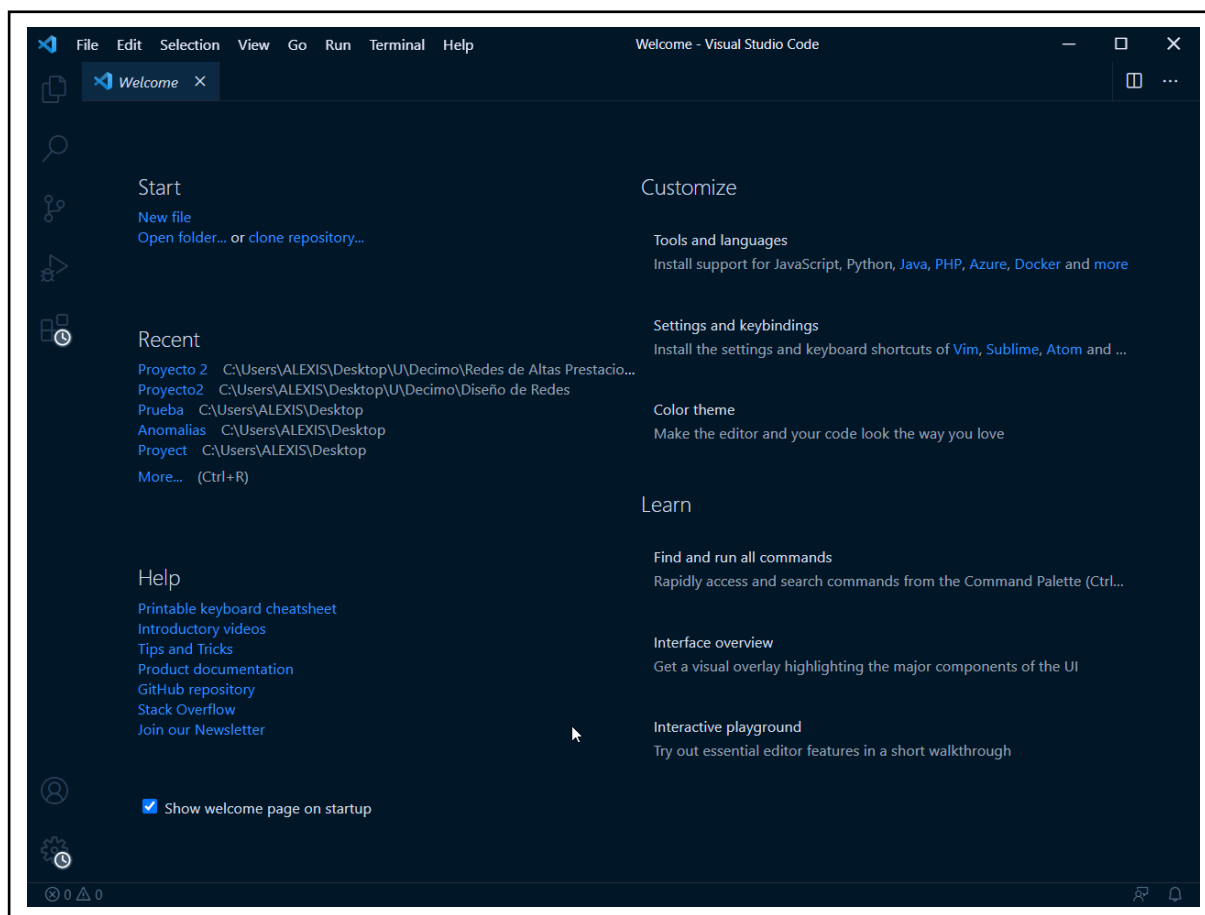 File Edit Selection View Go Run Terminal Help Welcome - Visual Studio Code
Welcome
Start
New file
Open folder... or clone repository...
Recent
Proyecto 2 C:\Users\ALEXIS\Desktop\U\Decimo\Redes de Altas Prestacio...
Proyecto2 C:\Users\ALEXIS\Desktop\U\Decimo\Diseño de Redes
Prueba C:\Users\ALEXIS\Desktop
Anomalias C:\Users\ALEXIS\Desktop
Proyect C:\Users\ALEXIS\Desktop
More... (Ctrl+R)
Help
Printable keyboard cheatsheet
Introductory videos
Tips and Tricks
Product documentation
GitHub repository
Stack Overflow
Join our Newsletter
Show welcome page on startup
Customize
Tools and languages
Install support for JavaScript, Python, Java, PHP, Azure, Docker and more
Settings and keybindings
Install the settings and keyboard shortcuts of Vim, Sublime, Atom and ...
Color theme
Make the editor and your code look the way you love
Learn
Find and run all commands
Rapidly access and search commands from the Command Palette (Ctrl...
Interface overview
Get a visual overlay highlighting the major components of the UI
Interactive playground
Try out essential editor features in a short walkthrough
0 0